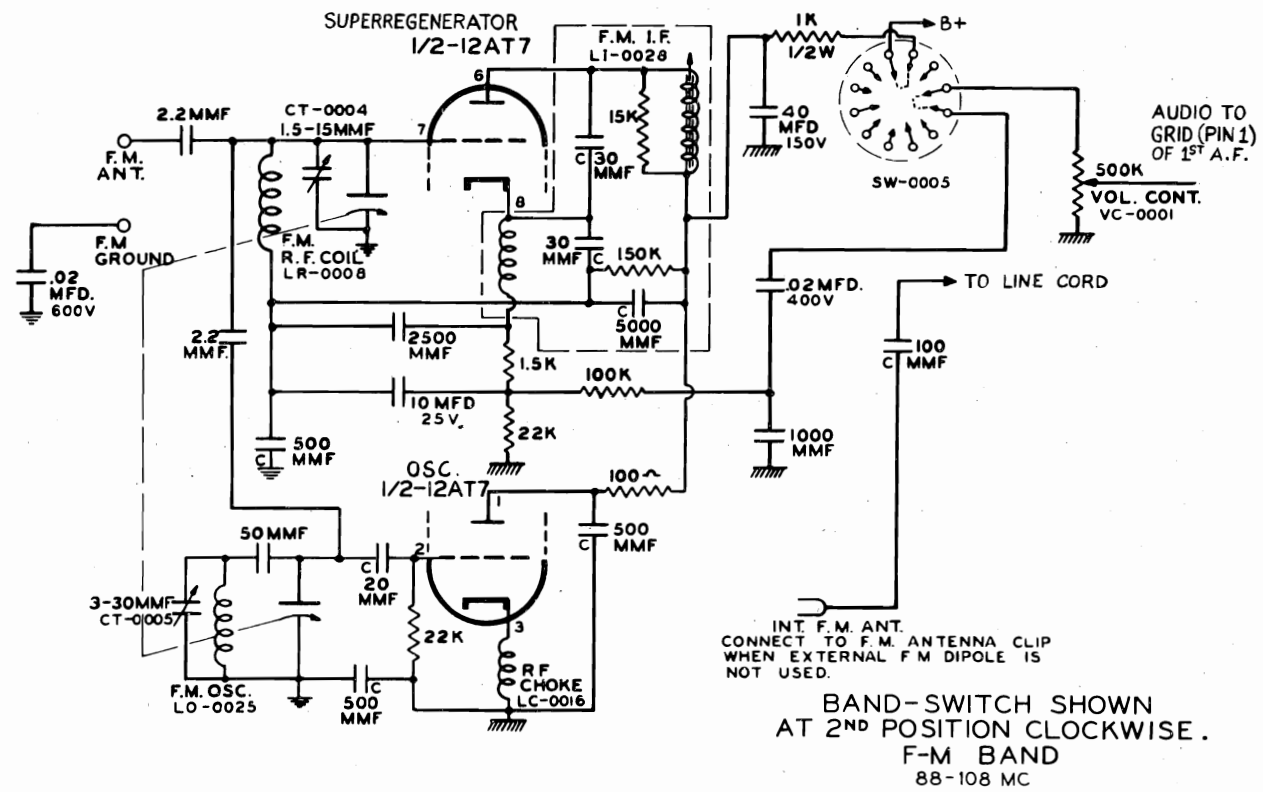 SUPERREGENERATOR
1/2-12AT7
F.M. I.F.
LI-0028
1K
1/2W
B+
6
2.2MMF
CT-0004
1.5-15MMF
7
15K
C 30
MMF
40
MFD
150V
AUDIO TO
GRID (PIN 1)
OF 1ST A.F.
F.M.
ANT.
SW-0005
500K
VOL. CONT.
VC-0001
8
F.M
GROUND
F.M.
R.F. COIL
LR-0008
30
MMF C
150K
.02
MFD.
600V
.02MFD.
400V
TO LINE CORD
C 5000
MMF
2.2
MMF.
2500
MMF
1.5K
100
C MMF
100K
10 MFD
25V.
22K
1000
MMF
500
C MMF
OSC.
1/2-12AT7
100~
50MMF
500
C MMF
2
C 20
MMF
3-30MMF
CT-0005
22K
3
INT. F.M. ANT.
CONNECT TO F.M. ANTENNA CLIP
WHEN EXTERNAL F M DIPOLE IS
NOT USED.
RF
CHOKE
LC-0016
F.M. OSC.
LO-0025
C
500
MMF
BAND-SWITCH SHOWN
AT 2ND POSITION CLOCKWISE.
F-M BAND
88-108 MC